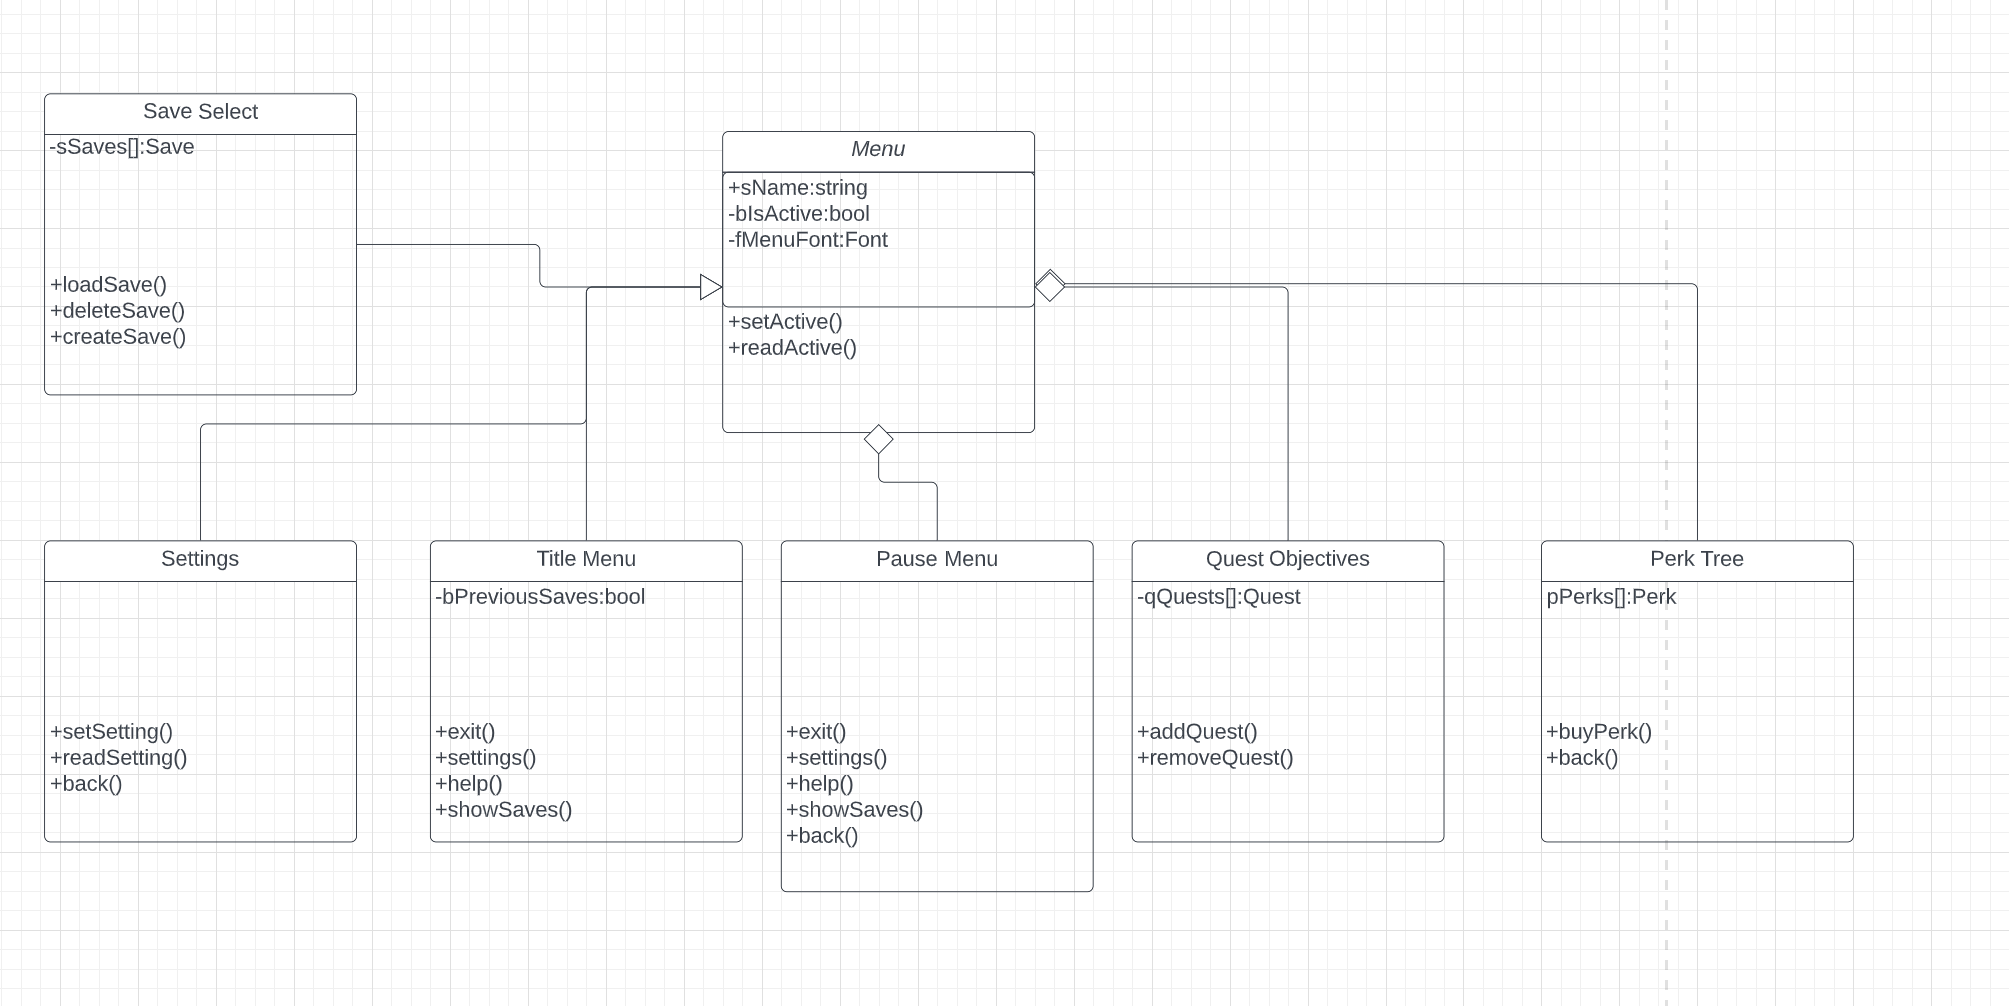 Save Select
-sSaves[]:Save
+loadSave()
+deleteSave()
+createSave()
Menu
+sName:string
-bIsActive:bool
-fMenuFont:Font
+setActive()
+readActive()
Settings
+setSetting()
+readSetting()
+back()
Title Menu
-bPreviousSaves:bool
+exit()
+settings()
+help()
+showSaves()
Pause Menu
+exit()
+settings()
+help()
+showSaves()
+back()
Quest Objectives
-qQuests[]:Quest
+addQuest()
+removeQuest()
Perk Tree
pPerks[]:Perk
+buyPerk()
+back()